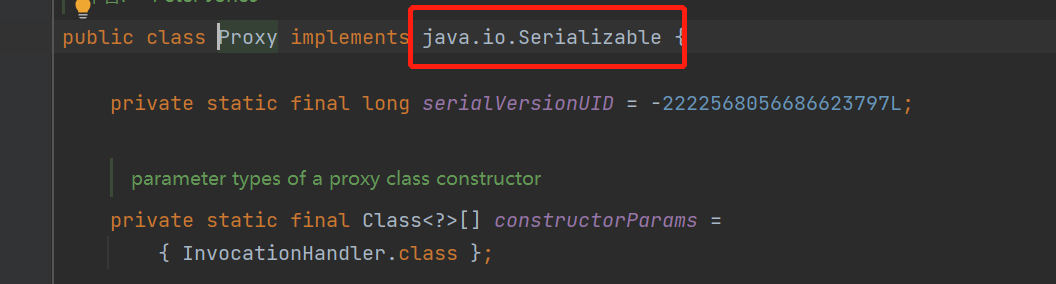 public class Proxy implements java.io.Serializable {
private static final long serialVersionUID = -2222568056686623797L;
parameter types of a proxy class constructor
private static final Class<?>[] constructorParams =
{ InvocationHandler.class };